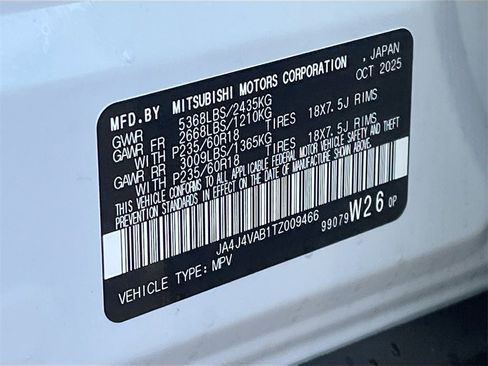 MFD.BY MITSUBISHI MOTORS CORPORATION , JAPAN
OCT 2025
GVWR 5368LBS/2435KG
GAWR FR 2668LBS/1210KG
WITH P235/60R18 TIRES 18X7.5J RIMS
GAWR RR 3009LBS/1365KG
WITH P235/60R18 TIRES 18X7.5J RIMS
THIS VEHICLE CONFORMS TO ALL APPLICABLE FEDERAL MOTOR VEHICLE SAFETY, BUMPER AND THEFT
PREVENTION STANDARDS IN EFFECT ON THE DATE OF MANUFACTURE SHOWN ABOVE.
JA4J4VAB1TZ009466
99079 W26 0P
VEHICLE TYPE: MPV